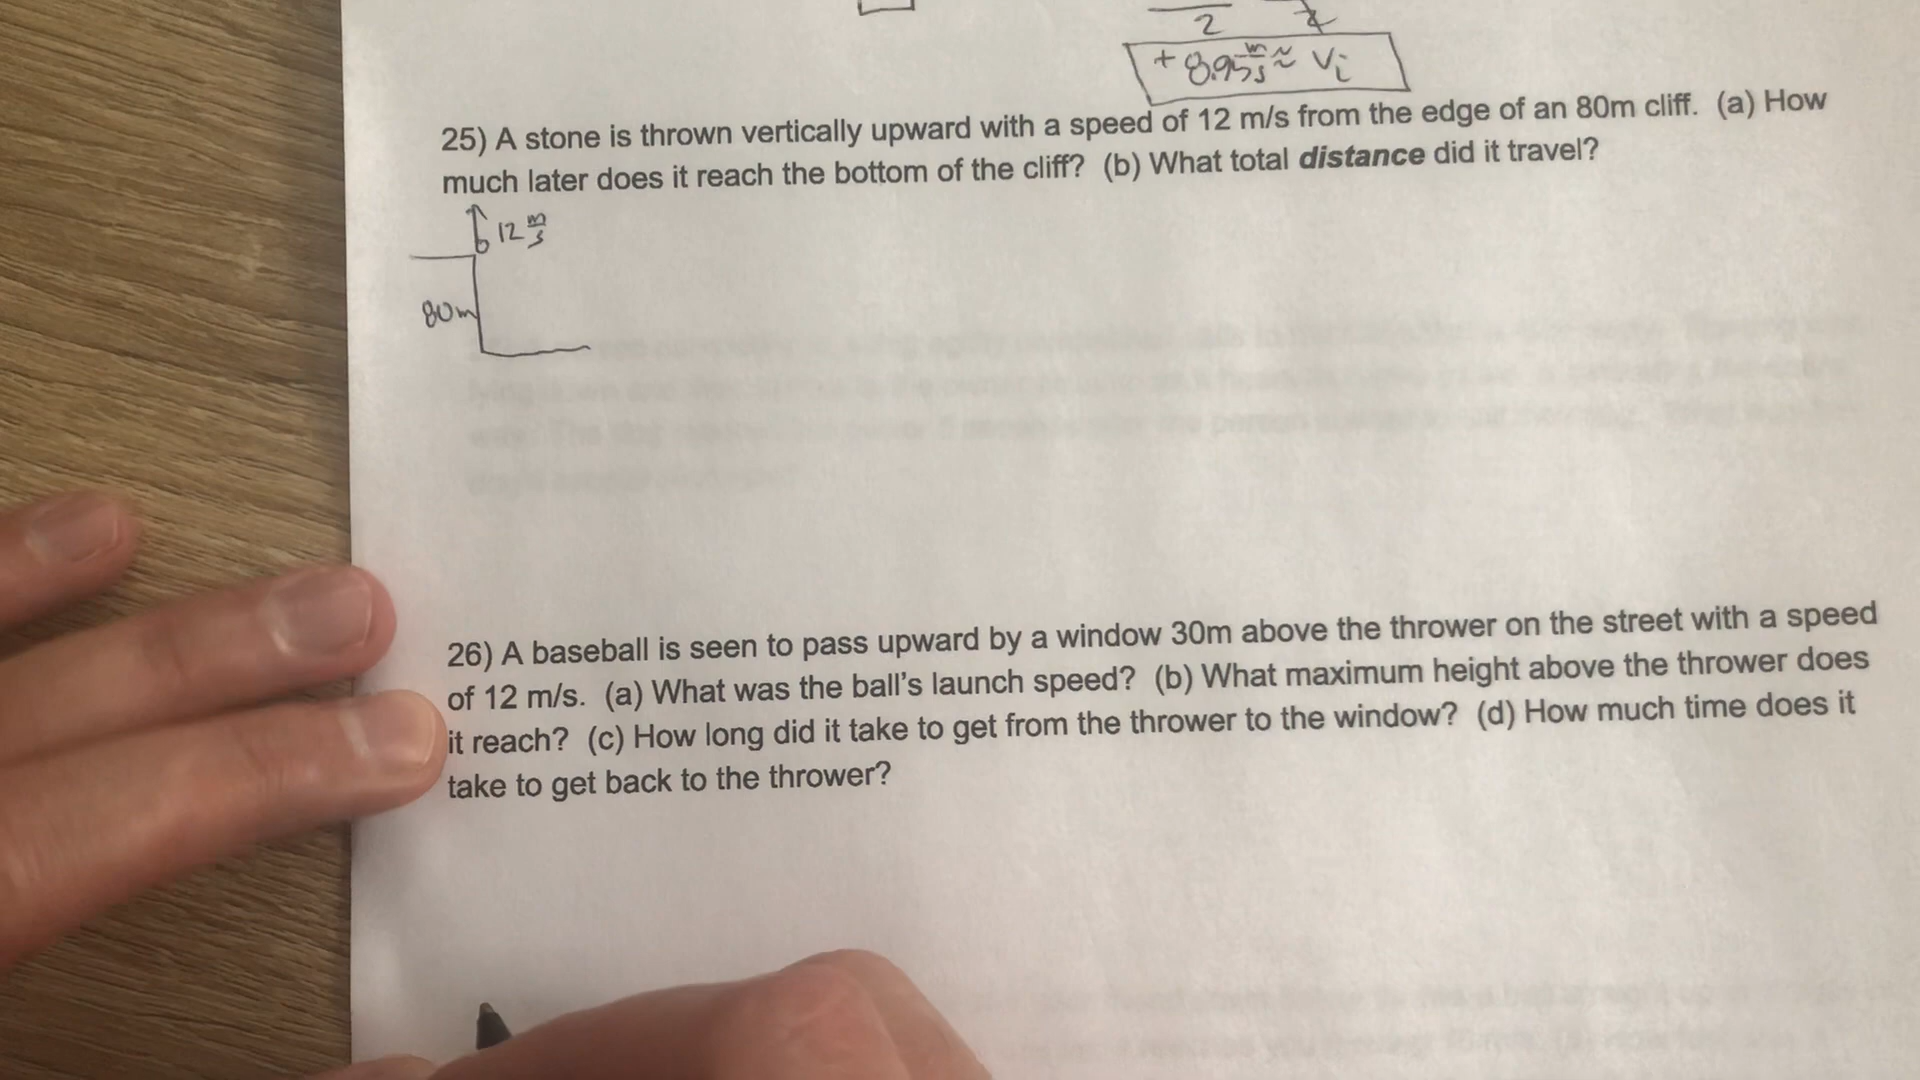 2 2
+ 8.95 m/s ≈ Vi
25) A stone is thrown vertically upward with a speed of 12 m/s from the edge of an 80m cliff. (a) How
much later does it reach the bottom of the cliff? (b) What total distance did it travel?
12 m/s
80m
26) A baseball is seen to pass upward by a window 30m above the thrower on the street with a speed
of 12 m/s. (a) What was the ball's launch speed? (b) What maximum height above the thrower does
it reach? (c) How long did it take to get from the thrower to the window? (d) How much time does it
take to get back to the thrower?